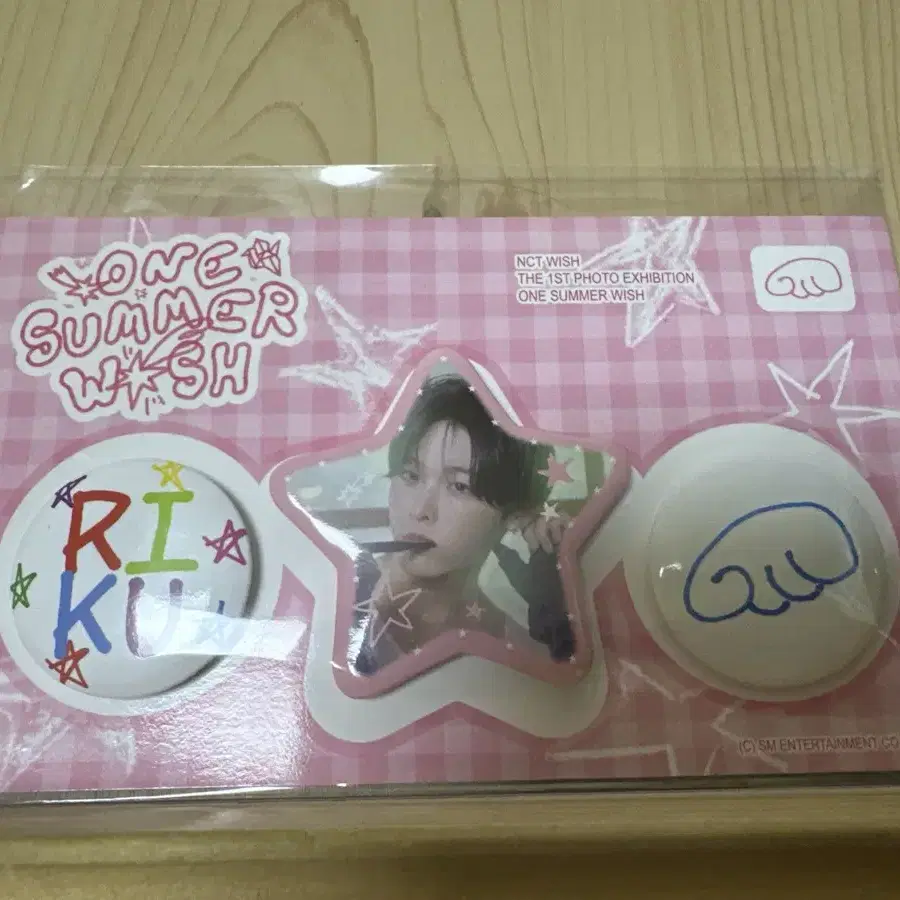 ONE
SUMMER
WISH
NCT WISH
THE 1ST PHOTO EXHIBITION
ONE SUMMER WISH
RI
KU
(C) SM ENTERTAINMENT CO